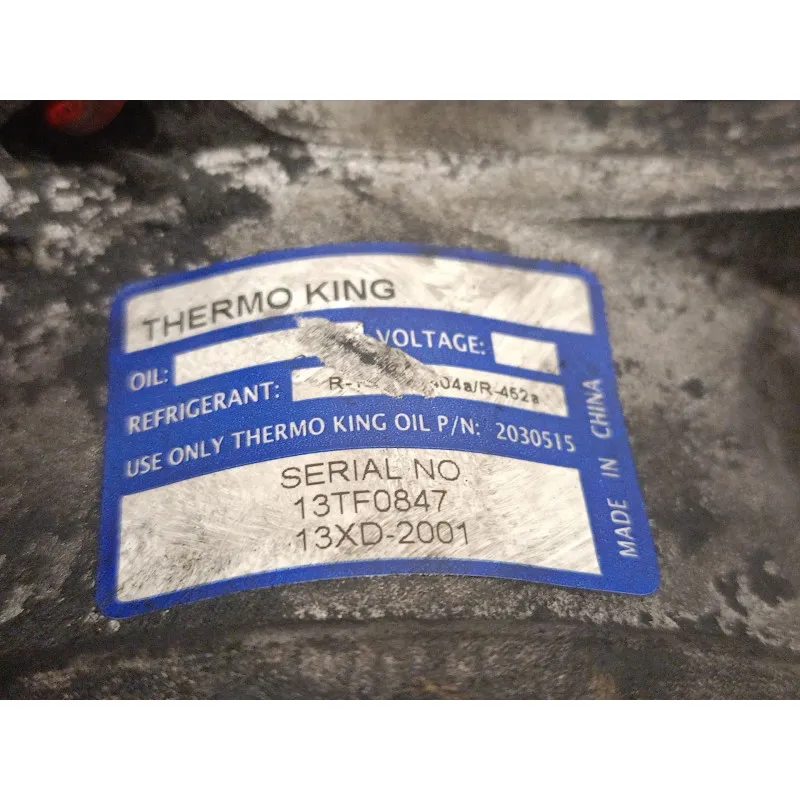 THERMO KING
OIL: VOLTAGE:
REFRIGERANT: 04a/R-452a
USE ONLY THERMO KING OIL P/N: 2030515
SERIAL NO
13TF0847
13XD-2001
MADE IN CHINA